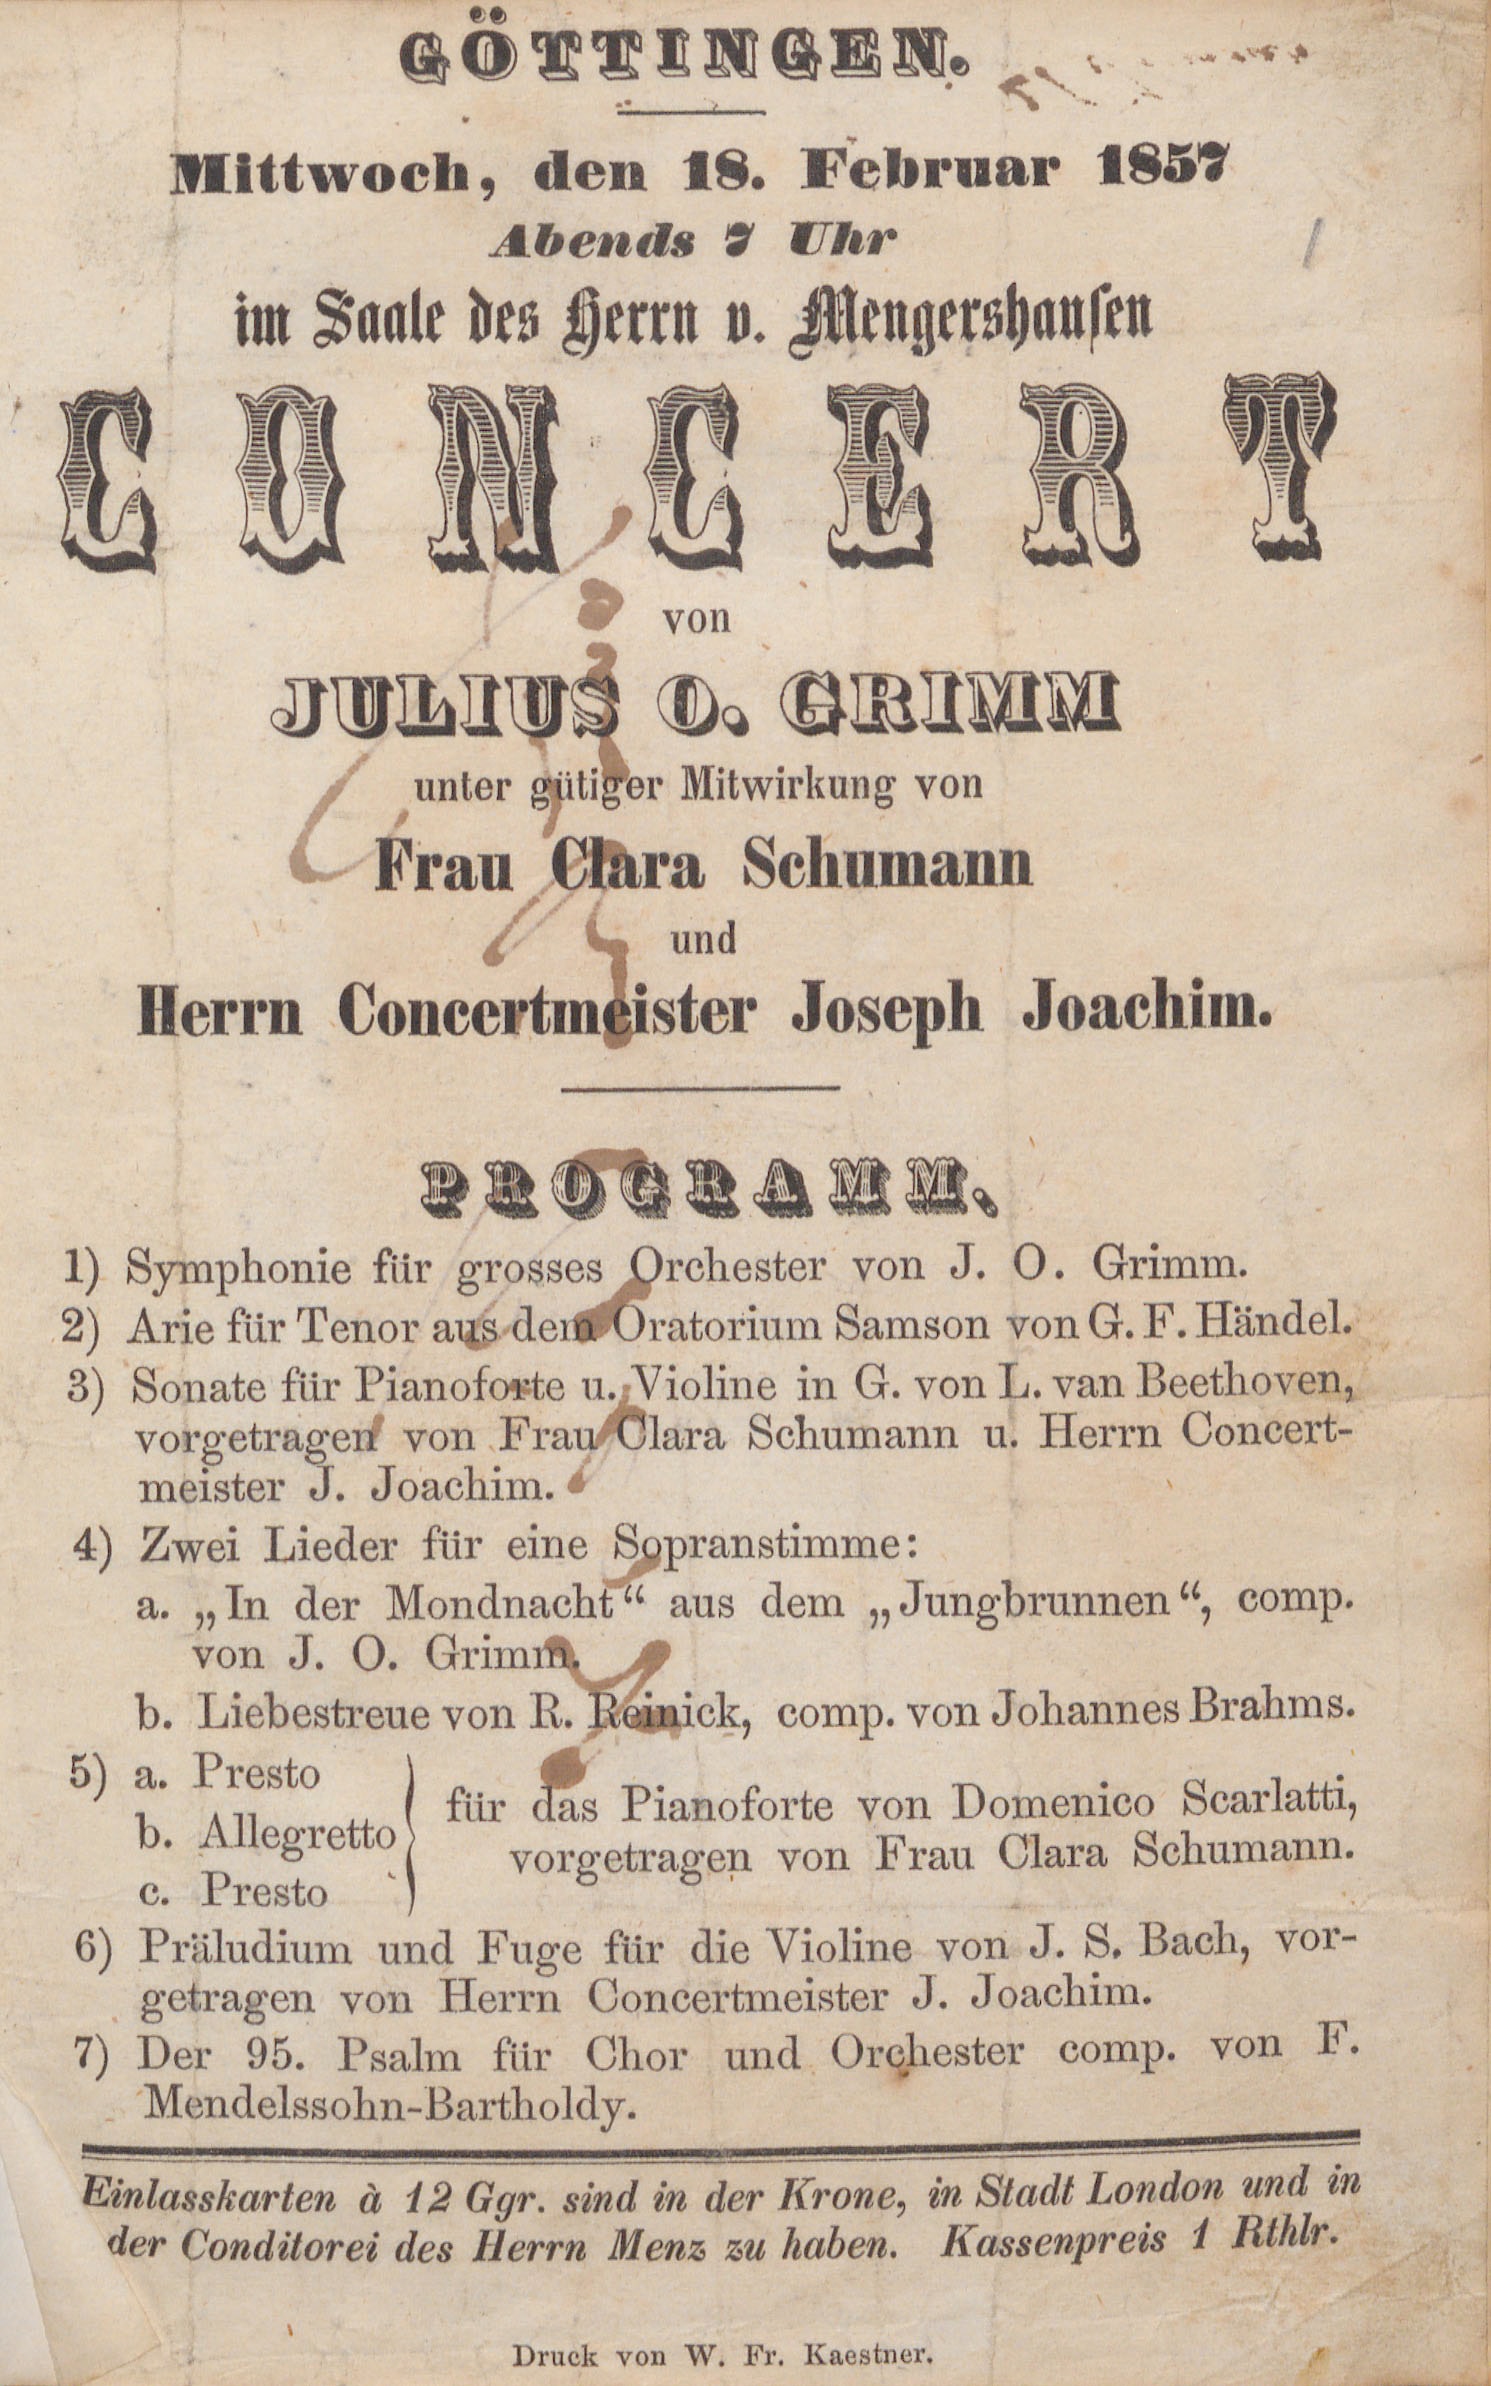 GÖTTINGEN.
Mittwoch, den 18. Februar 1857
Abends 7 Uhr
im Saale des Herrn v. Mengershausen
CONCERT
von
JULIUS O. GRIMM
unter gütiger Mitwirkung von
Frau Clara Schumann
und
Herrn Concertmeister Joseph Joachim.
PROGRAMM.
1) Symphonie für grosses Orchester von J. O. Grimm.
2) Arie für Tenor aus dem Oratorium Samson von G. F. Händel.
3) Sonate für Pianoforte u. Violine in G. von L. van Beethoven,
vorgetragen von Frau Clara Schumann u. Herrn Concert-
meister J. Joachim.
4) Zwei Lieder für eine Sopranstimme:
a. „In der Mondnacht“ aus dem „Jungbrunnen“, comp.
von J. O. Grimm.
b. Liebestreue von R. Reinick, comp. von Johannes Brahms.
5) a. Presto
b. Allegretto
c. Presto
für das Pianoforte von Domenico Scarlatti,
vorgetragen von Frau Clara Schumann.
6) Präludium und Fuge für die Violine von J. S. Bach, vor-
getragen von Herrn Concertmeister J. Joachim.
7) Der 95. Psalm für Chor und Orchester comp. von F.
Mendelssohn-Bartholdy.
Einlasskarten à 12 Ggr. sind in der Krone, in Stadt London und in
der Conditorei des Herrn Menz zu haben. Kassenpreis 1 Rthlr.
Druck von W. Fr. Kaestner.